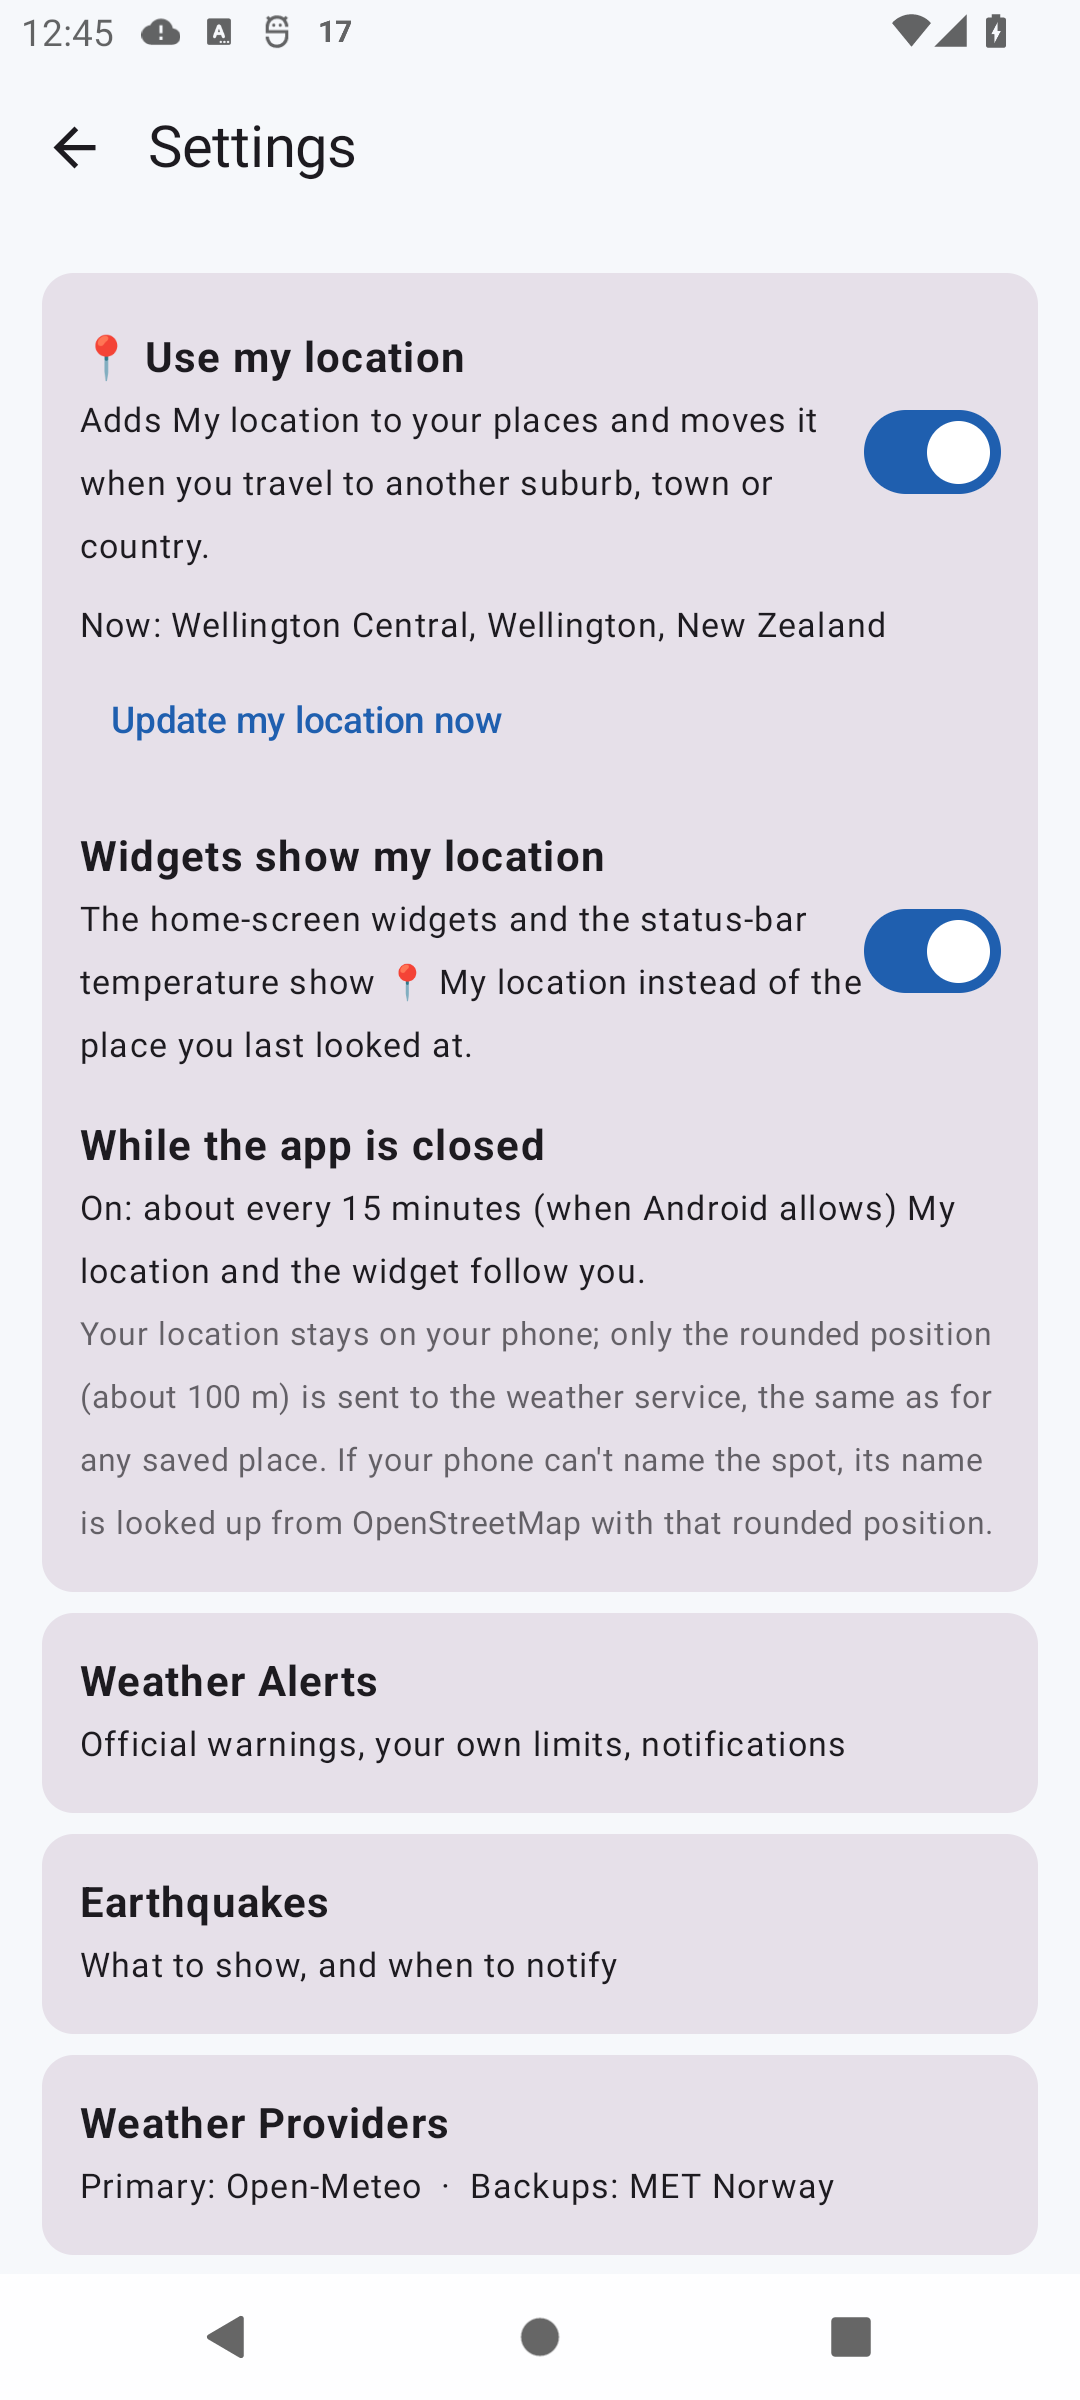 12:45 17
Settings
📍 Use my location
Adds My location to your places and moves it
when you travel to another suburb, town or
country.
Now: Wellington Central, Wellington, New Zealand
Update my location now
Widgets show my location
The home-screen widgets and the status-bar
temperature show 📍 My location instead of the
place you last looked at.
While the app is closed
On: about every 15 minutes (when Android allows) My
location and the widget follow you.
Your location stays on your phone; only the rounded position
(about 100 m) is sent to the weather service, the same as for
any saved place. If your phone can't name the spot, its name
is looked up from OpenStreetMap with that rounded position.
Weather Alerts
Official warnings, your own limits, notifications
Earthquakes
What to show, and when to notify
Weather Providers
Primary: Open-Meteo · Backups: MET Norway